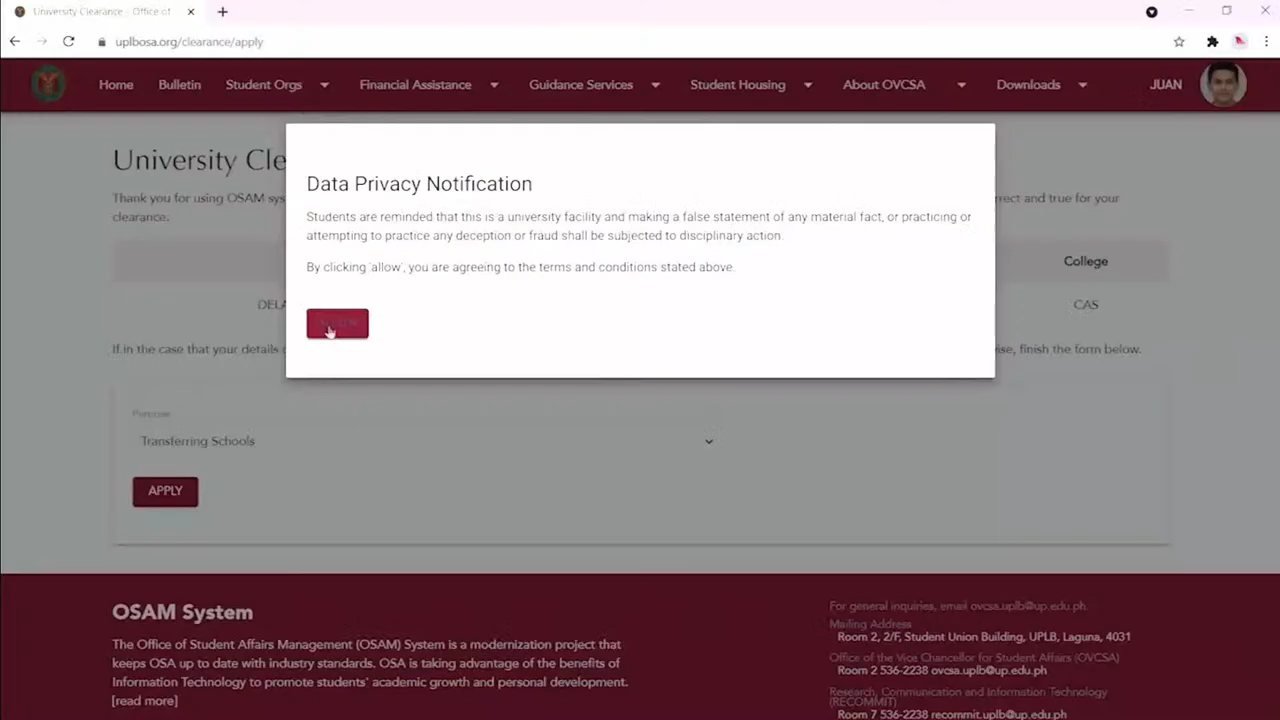 University Clearance - Office of
uplbosa.org/clearance/apply
Home Bulletin Student Orgs Financial Assistance Guidance Services Student Housing About OVCSA Downloads JUAN
University Cle
Data Privacy Notification
Thank you for using OSAM sys
rrect and true for your
clearance.
Students are reminded that this is a university facility and making a false statement of any material fact, or practicing or
attempting to practice any deception or fraud shall be subjected to disciplinary action.
By clicking 'allow', you are agreeing to the terms and conditions stated above.
College
DELA
CAS
If in the case that your details
ise, finish the form below.
Purpose
Transferring Schools
APPLY
OSAM System
The Office of Student Affairs Management (OSAM) System is a modernization project that
keeps OSA up to date with industry standards. OSA is taking advantage of the benefits of
Information Technology to promote students' academic growth and personal development.
[read more]
For general inquiries, email ovcsa.uplb@up.edu.ph.
Mailing Address
Room 2, 2/F, Student Union Building, UPLB, Laguna, 4031
Office of the Vice Chancellor for Student Affairs (OVCSA)
Room 2 536-2238 ovcsa.uplb@up.edu.ph
Research, Communication and Information Technology
(RECOMMIT)
Room 7 536-2238 recommit.uplb@up.edu.ph